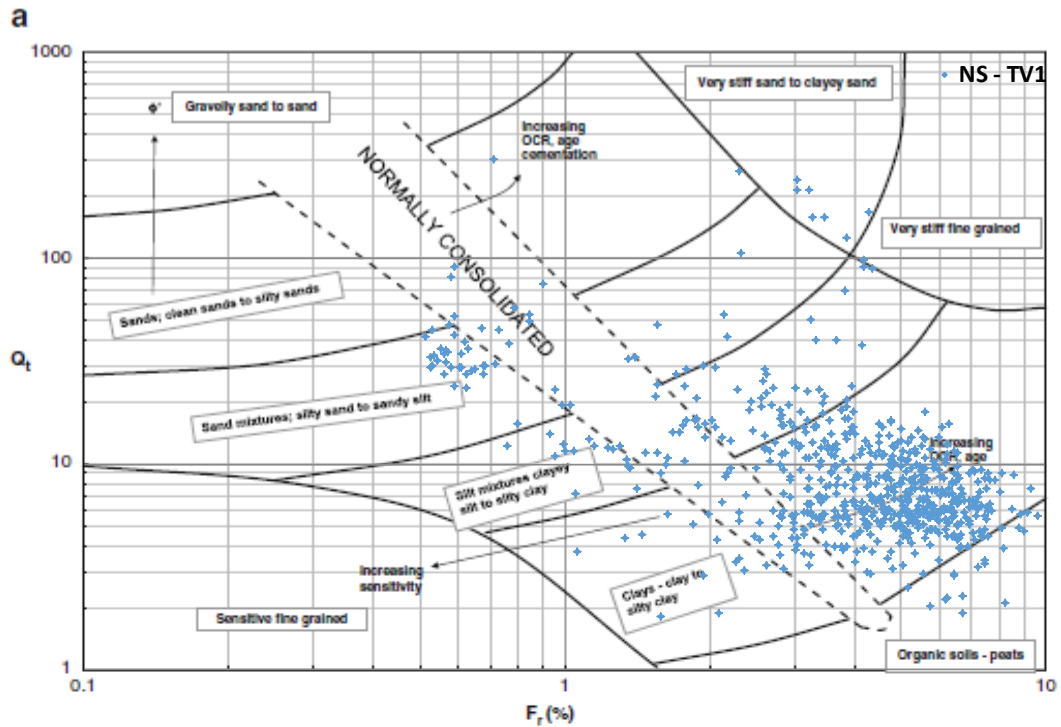 a
1000
100
10
1
Q_t
0.1
1
10
F_r (%)
NS - TV1
Very stiff sand to clayey sand
ϕ'
Gravelly sand to sand
Increasing
OCR, age
cementation
NORMALLY CONSOLIDATED
Very stiff fine grained
Sands; clean sands to silty sands
Sand mixtures; silty sand to sandy silt
Increasing
OCR, age
Silt mixtures clayey
silt to silty clay
Increasing
sensitivity
Clays - clay to
silty clay
Sensitive fine grained
Organic soils - peats